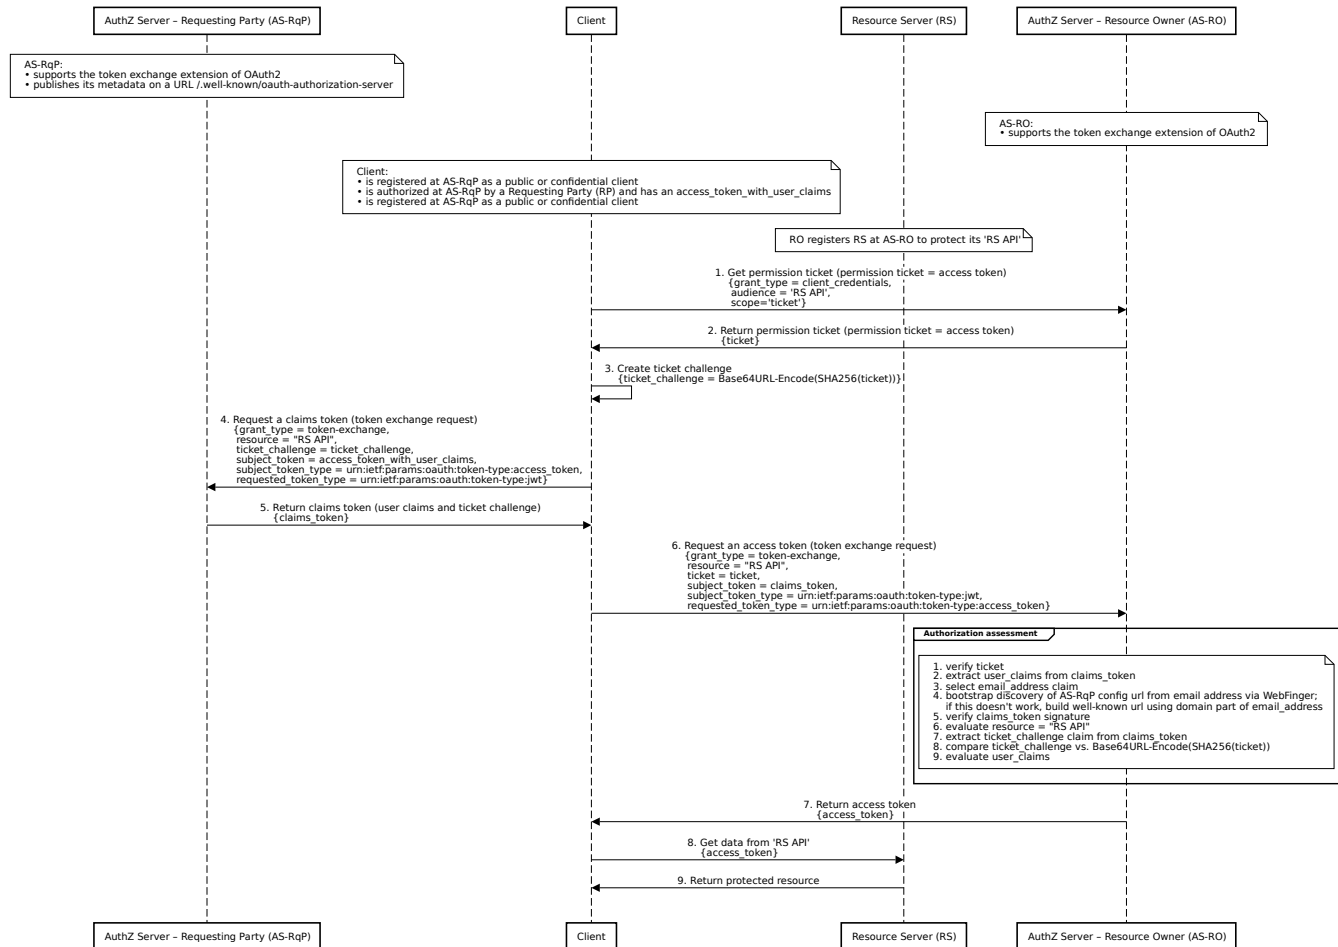 AuthZ Server – Requesting Party (AS-RqP)
Client
Resource Server (RS)
AuthZ Server – Resource Owner (AS-RO)
AS-RqP:
• supports the token exchange extension of OAuth2
• publishes its metadata on a URL /.well-known/oauth-authorization-server
AS-RO:
• supports the token exchange extension of OAuth2
Client:
• is registered at AS-RqP as a public or confidential client
• is authorized at AS-RqP by a Requesting Party (RP) and has an access_token_with_user_claims
• is registered at AS-RqP as a public or confidential client
RO registers RS at AS-RO to protect its 'RS API'
1. Get permission ticket (permission ticket = access token)
{grant_type = client_credentials,
audience = 'RS API',
scope='ticket'}
2. Return permission ticket (permission ticket = access token)
{ticket}
3. Create ticket challenge
{ticket_challenge = Base64URL-Encode(SHA256(ticket))}
4. Request a claims token (token exchange request)
{grant_type = token-exchange,
resource = "RS API",
ticket_challenge = ticket_challenge,
subject_token = access_token_with_user_claims,
subject_token_type = urn:ietf:params:oauth:token-type:access_token,
requested_token_type = urn:ietf:params:oauth:token-type:jwt}
5. Return claims token (user claims and ticket challenge)
{claims_token}
6. Request an access token (token exchange request)
{grant_type = token-exchange,
resource = "RS API",
ticket = ticket,
subject_token = claims_token,
subject_token_type = urn:ietf:params:oauth:token-type:jwt,
requested_token_type = urn:ietf:params:oauth:token-type:access_token}
Authorization assessment
1. verify ticket
2. extract user_claims from claims_token
3. select email_address claim
4. bootstrap discovery of AS-RqP config url from email address via WebFinger;
if this doesn't work, build well-known url using domain part of email_address
5. verify claims_token signature
6. evaluate resource = "RS API"
7. extract ticket_challenge claim from claims_token
8. compare ticket_challenge vs. Base64URL-Encode(SHA256(ticket))
9. evaluate user_claims
7. Return access token
{access_token}
8. Get data from 'RS API'
{access_token}
9. Return protected resource
AuthZ Server – Requesting Party (AS-RqP)
Client
Resource Server (RS)
AuthZ Server – Resource Owner (AS-RO)